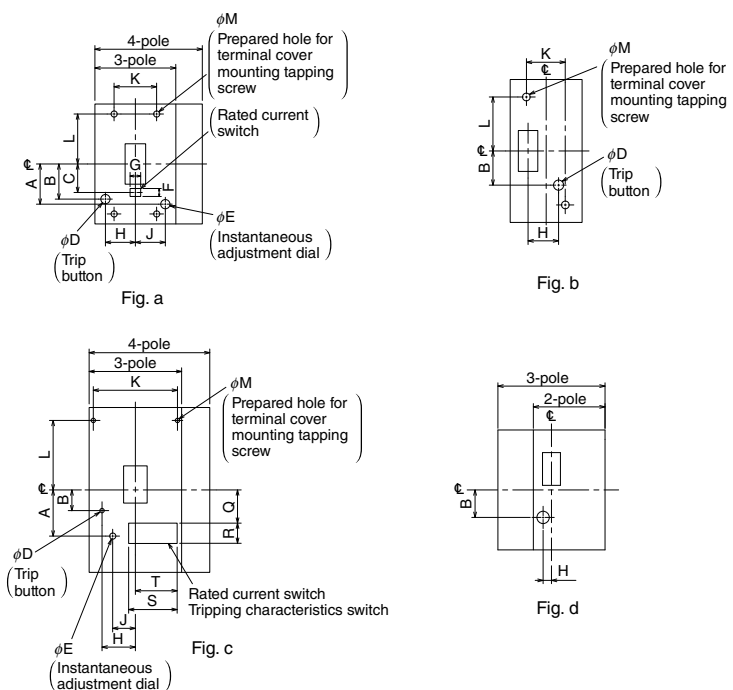 φM
4-pole
Prepared hole for
terminal cover
mounting tapping
screw
3-pole
K
(Rated current
switch)
L
℄
G
A
B
C
F
φD
(Trip
button)
H
J
φE
(Instantaneous
adjustment dial)
Fig. a
K
℄
φM
Prepared hole for
terminal cover
mounting tapping
screw
L
℄
B
φD
(Trip
button)
H
Fig. b
4-pole
3-pole
K
φM
Prepared hole for
terminal cover
mounting tapping
screw
L
℄
A
B
Q
R
φD
(Trip
button)
T
S
Rated current switch
Tripping characteristics switch
J
H
φE
(Instantaneous
adjustment dial)
Fig. c
3-pole
2-pole
℄
℄
B
H
Fig. d